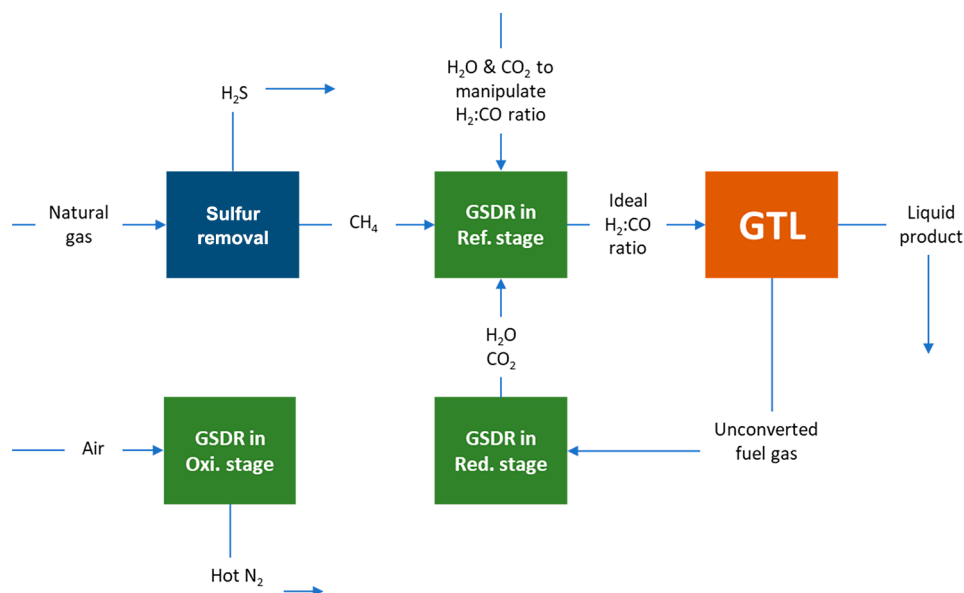 H₂S
H₂O & CO₂ to
manipulate
H₂:CO ratio
Natural
gas
Sulfur
removal
CH₄
GSDR in
Ref. stage
Ideal
H₂:CO
ratio
GTL
Liquid
product
H₂O
CO₂
Air
GSDR in
Oxi. stage
GSDR in
Red. stage
Unconverted
fuel gas
Hot N₂